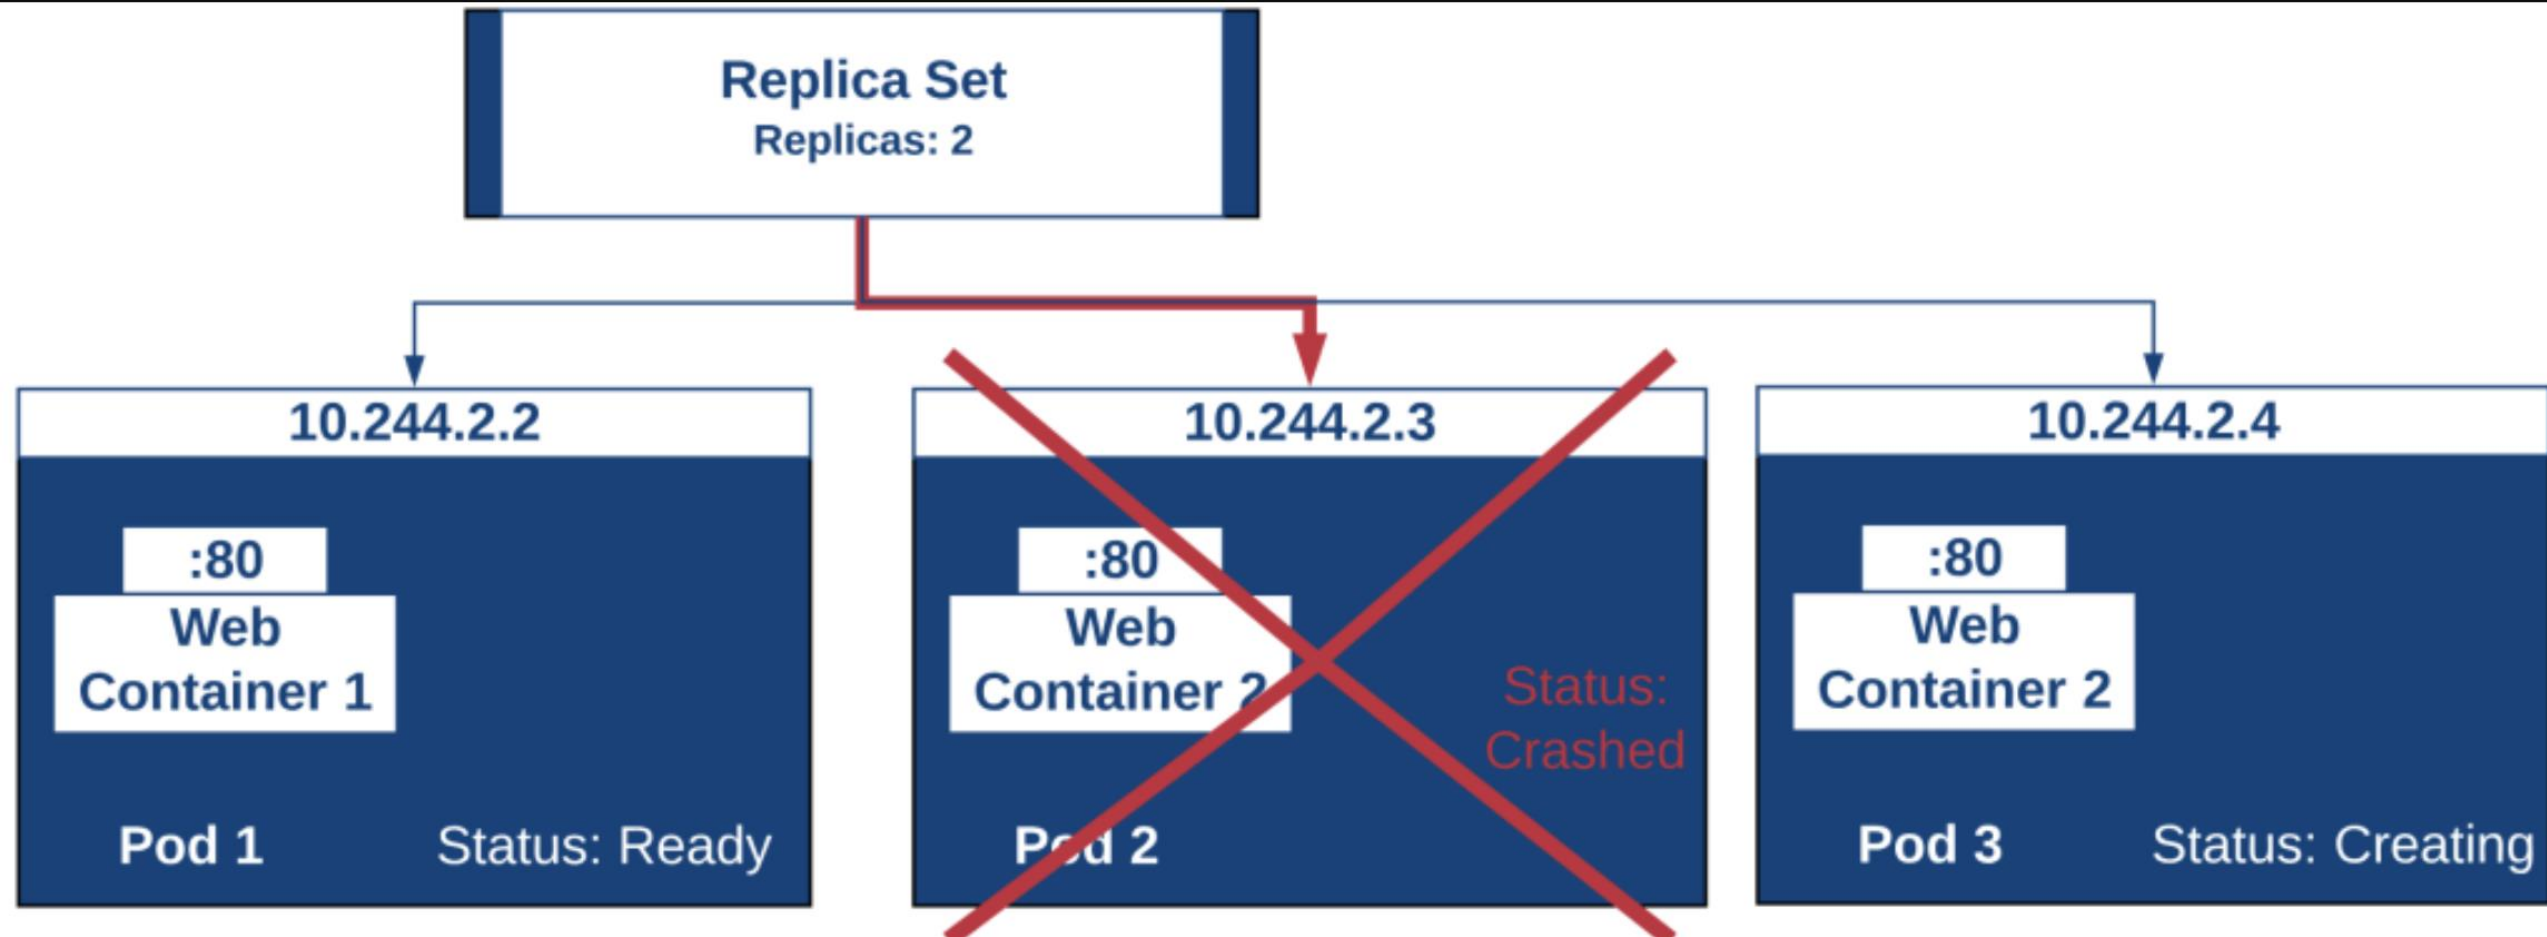 Replica Set
Replicas: 2
10.244.2.2
:80
Web
Container 1
Pod 1
Status: Ready
10.244.2.3
:80
Web
Container 2
Status:
Crashed
Pod 2
10.244.2.4
:80
Web
Container 2
Pod 3
Status: Creating